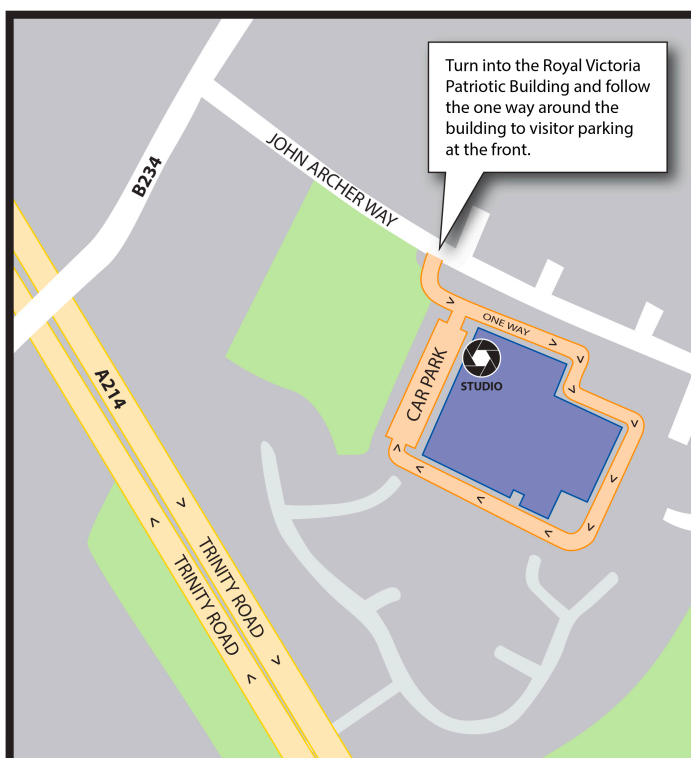 Turn into the Royal Victoria
Patriotic Building and follow
the one way around the
building to visitor parking
at the front.
B234
JOHN ARCHER WAY
ONE WAY
CAR PARK
STUDIO
A214
TRINITY ROAD
TRINITY ROAD